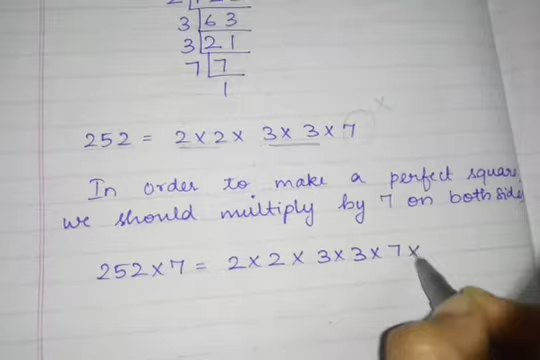 3 63
3 21
7 7
1
252 = 2 × 2 × 3 × 3 × 7
In order to make a perfect square
we should multiply by 7 on both side
252 × 7 = 2 × 2 × 3 × 3 × 7 ×